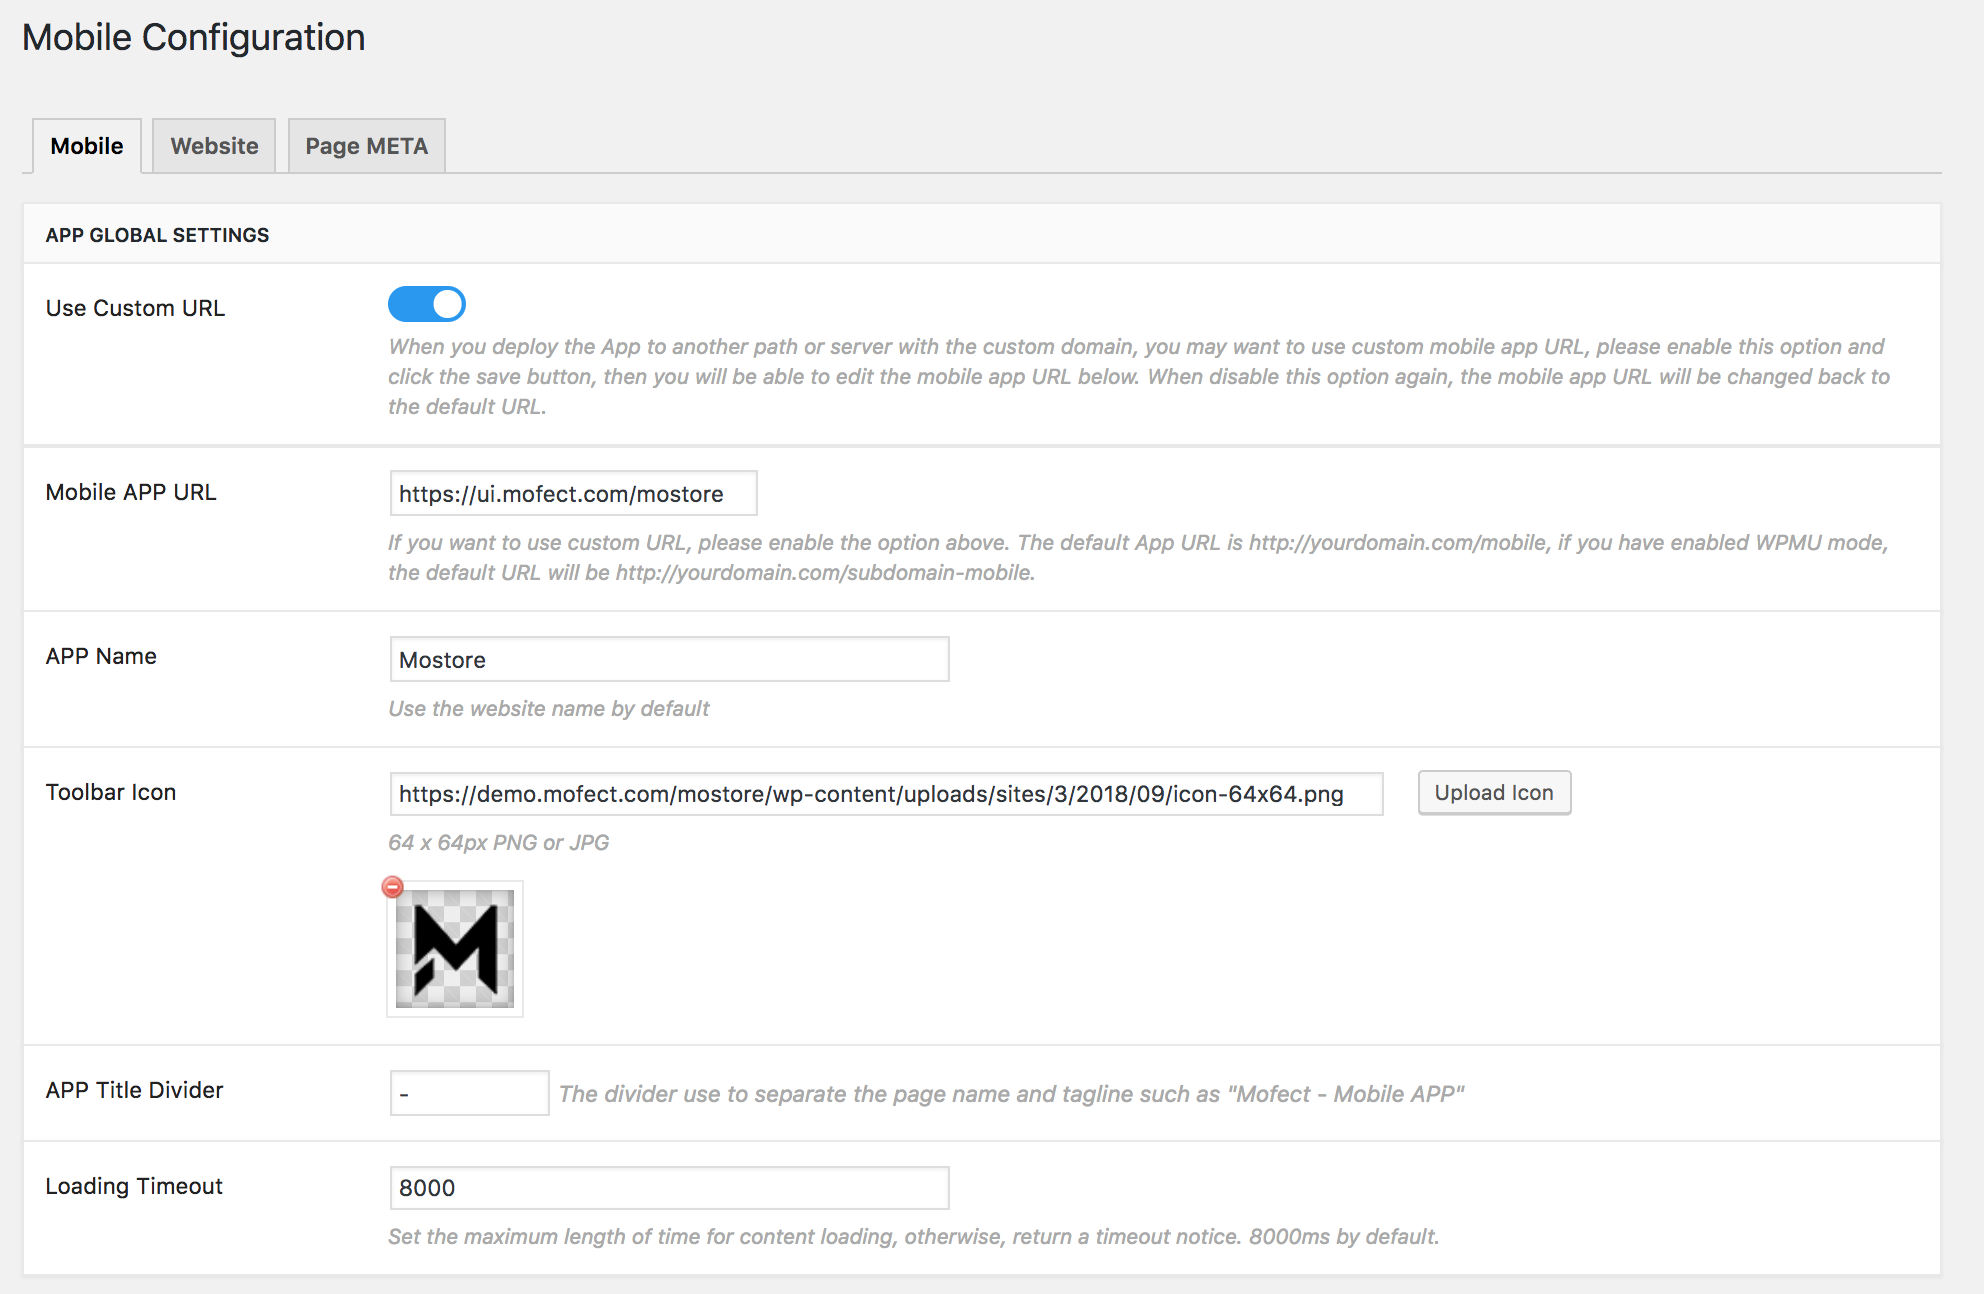 Mobile Configuration
Mobile
Website
Page META
APP GLOBAL SETTINGS
Use Custom URL
When you deploy the App to another path or server with the custom domain, you may want to use custom mobile app URL, please enable this option and
click the save button, then you will be able to edit the mobile app URL below. When disable this option again, the mobile app URL will be changed back to
the default URL.
Mobile APP URL
https://ui.mofect.com/mostore
If you want to use custom URL, please enable the option above. The default App URL is http://yourdomain.com/mobile, if you have enabled WPMU mode,
the default URL will be http://yourdomain.com/subdomain-mobile.
APP Name
Mostore
Use the website name by default
Toolbar Icon
https://demo.mofect.com/mostore/wp-content/uploads/sites/3/2018/09/icon-64x64.png
Upload Icon
64 x 64px PNG or JPG
APP Title Divider
-
The divider use to separate the page name and tagline such as "Mofect - Mobile APP"
Loading Timeout
8000
Set the maximum length of time for content loading, otherwise, return a timeout notice. 8000ms by default.